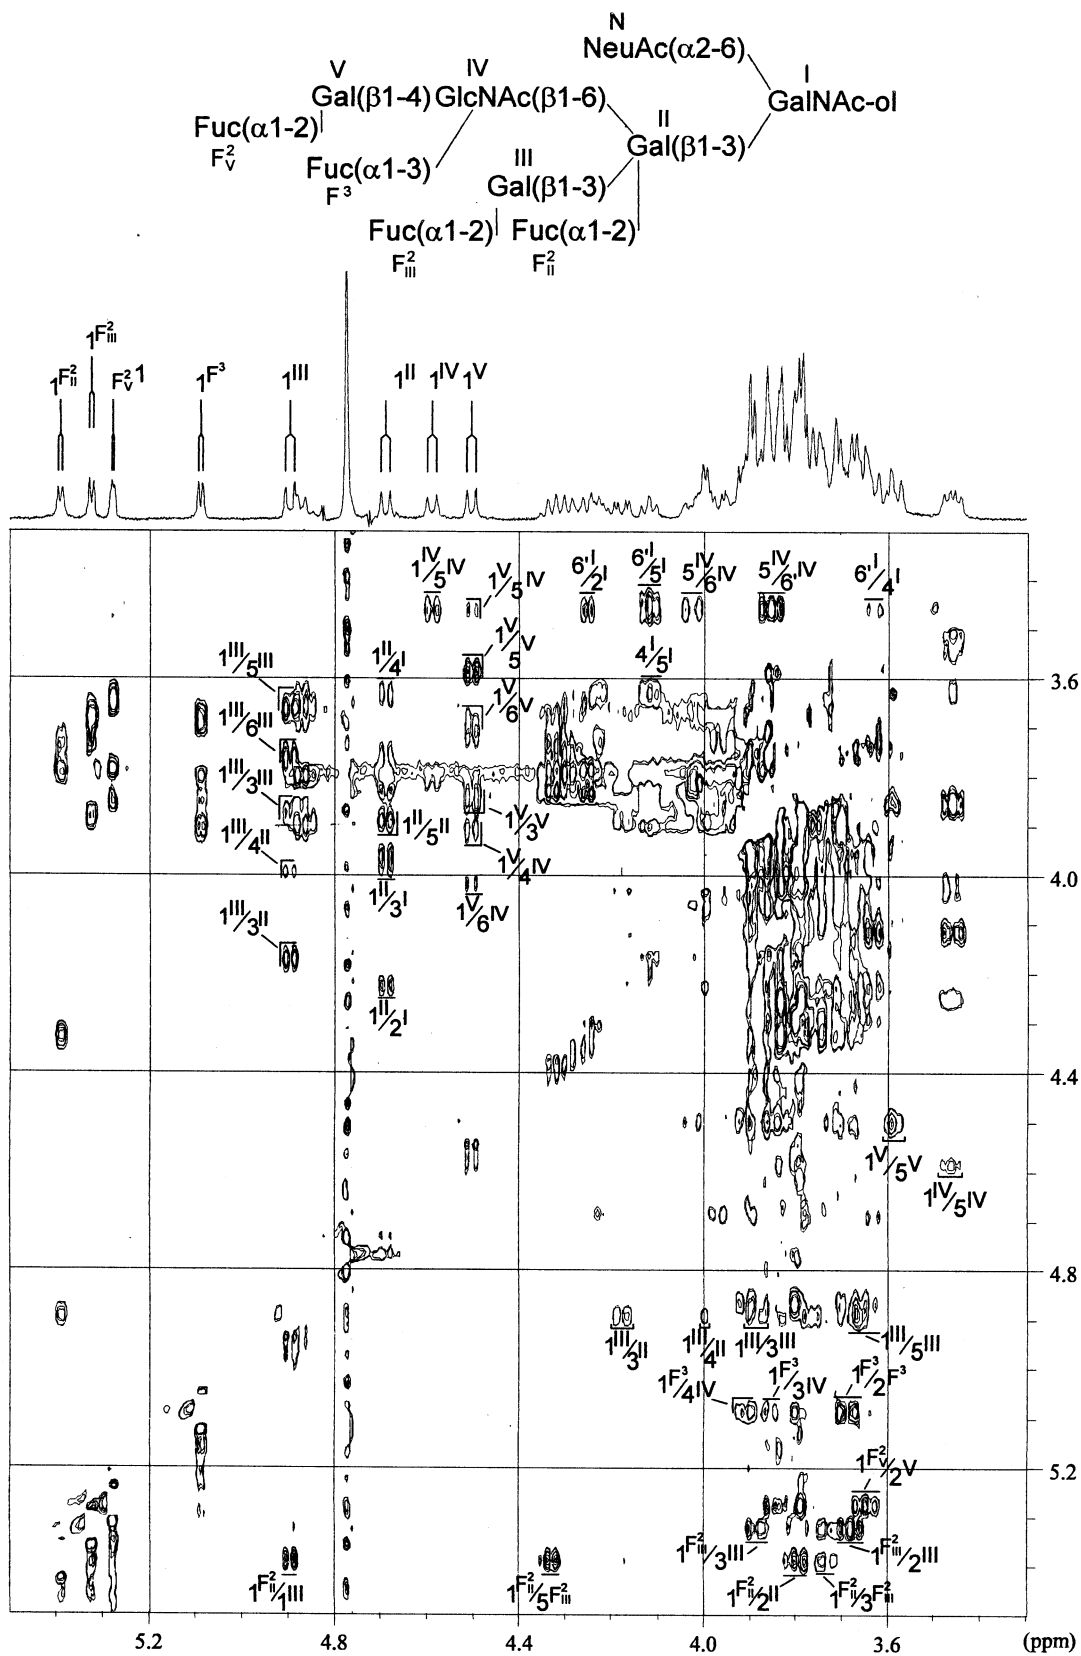 N
NeuAc(α2-6)
V IV I
Gal(β1-4)GlcNAc(β1-6) GalNAc-ol
Fuc(α1-2) II
F²V Gal(β1-3)
Fuc(α1-3) III
F³ Gal(β1-3)
Fuc(α1-2) Fuc(α1-2)
F²III F²II
1F²III
1F²II F²V1 1F³ 1III 1II 1IV 1V
1IV/5IV 1V/5IV 6'I/2I 6'I/5I 5IV/6IV 5IV/6'IV 6'I/4I
1V/5V
1III/5III 1II/4I 4I/5I
3.6
1V/6V
1III/6III
1III/3III
1II/5II 1V/3V
1III/4II 1V/4IV
4.0
1II/3I 1V/6IV
1III/3II
1II/2I
4.4
1V/5V
1IV/5IV
4.8
1III/3II 1III/4II 1III/3III 1III/5III
1F³/4IV 1F³/3IV 1F³/2F³
5.2
1F²V/2V
1F²III/3III 1F²III/2III
1F²II/1III 1F²II/5F²III 1F²II/2II 1F²II/3F²III
5.2 4.8 4.4 4.0 3.6 (ppm)